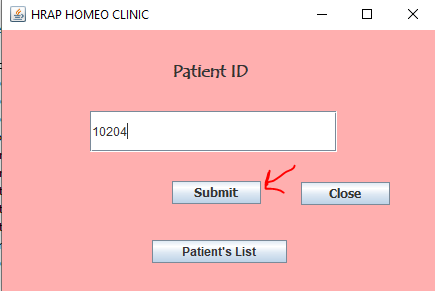 HRAP HOMEO CLINIC
Patient ID
10204
Submit
Close
Patient's List